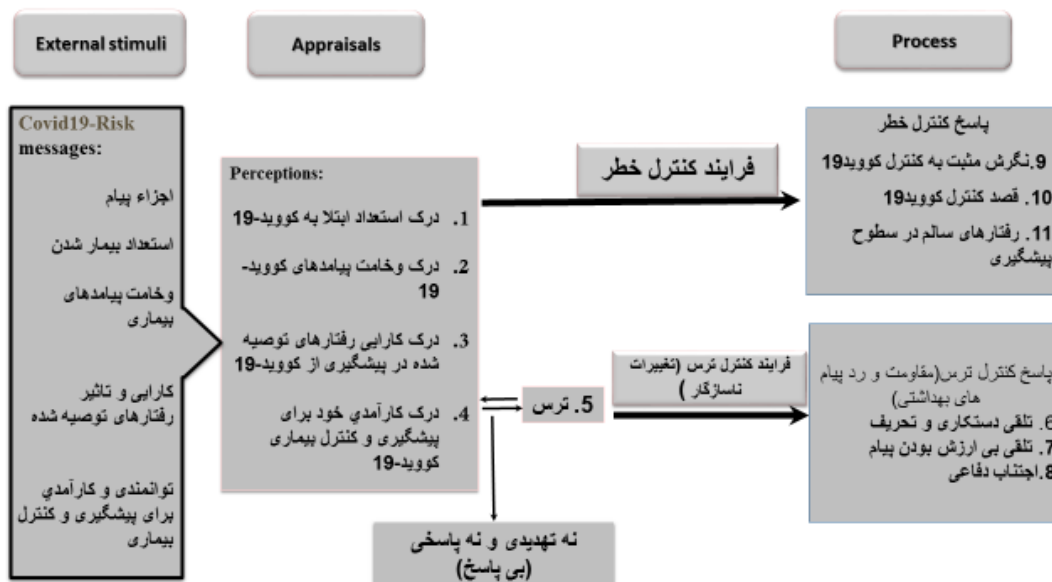 External stimuli
Appraisals
Process
Covid19-Risk
messages:
اجزاء پیام
استعداد بیمار شدن
وخامت پیامدهای
بیماری
کارایی و تاثیر
رفتارهای توصیه شده
توانمندی و کارآمدي
برای پیشگیری و کنترل
بیماری
Perceptions:
1. درک استعداد ابتلا به کووید-19
2. درک وخامت پیامدهای کووید-
19
3. درک کارایی رفتارهای توصیه
شده در پیشگیری از کووید-19
4. درک کارآمدي خود برای
پیشگیری و کنترل بیماری
کووید-19
5. ترس
نه تهدیدی و نه پاسخی
(بی پاسخ)
فرایند کنترل خطر
فرایند کنترل ترس (تغییرات
ناسازگار )
پاسخ کنترل خطر
9.نگرش مثبت به کنترل کووید19
10. قصد کنترل کووید19
11. رفتارهای سالم در سطوح
پیشگیری
پاسخ کنترل ترس(مقاومت و رد پیام
های بهداشتی)
6. تلقی دستکاری و تحریف
7. تلقی بی ارزش بودن پیام
8.اجتناب دفاعی